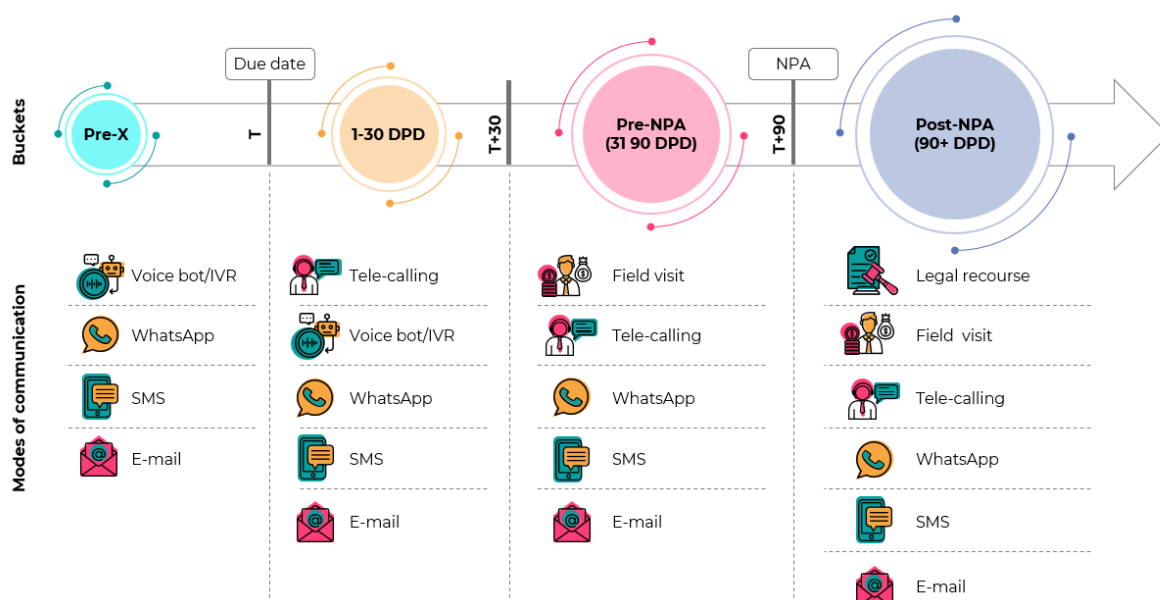 Due date
NPA
Buckets
Pre-X
T
1-30 DPD
T+30
Pre-NPA
(31 90 DPD)
T+90
Post-NPA
(90+ DPD)
Modes of communication
Voice bot/IVR
WhatsApp
SMS
E-mail
Tele-calling
Voice bot/IVR
WhatsApp
SMS
E-mail
Field visit
Tele-calling
WhatsApp
SMS
E-mail
Legal recourse
Field visit
Tele-calling
WhatsApp
SMS
E-mail